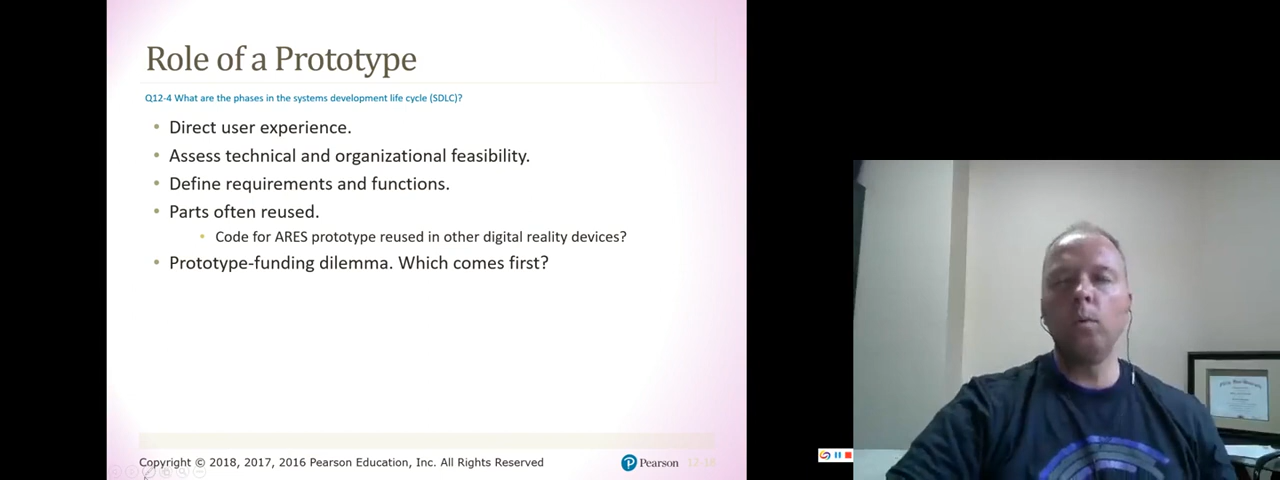 Role of a Prototype
Q12-4 What are the phases in the systems development life cycle (SDLC)?
• Direct user experience.
• Assess technical and organizational feasibility.
• Define requirements and functions.
• Parts often reused.
• Code for ARES prototype reused in other digital reality devices?
• Prototype-funding dilemma. Which comes first?
Copyright © 2018, 2017, 2016 Pearson Education, Inc. All Rights Reserved
Pearson